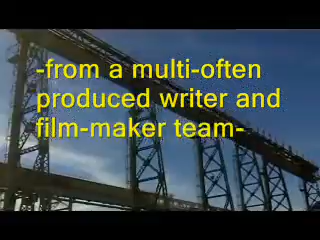 -from a multi-often
produced writer and
film-maker team-